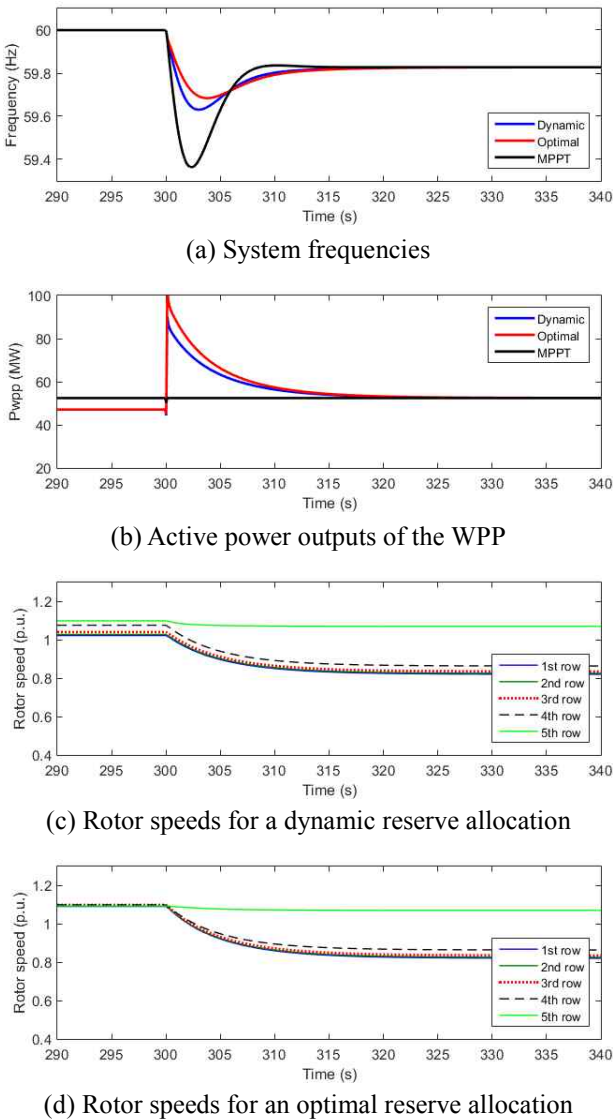 60
59.8
59.6
59.4
Frequency (Hz)
Dynamic
Optimal
MPPT
290 295 300 305 310 315 320 325 330 335 340
Time (s)
(a) System frequencies
100
80
60
40
20
Pwpp (MW)
Dynamic
Optimal
MPPT
290 295 300 305 310 315 320 325 330 335 340
Time (s)
(b) Active power outputs of the WPP
1.2
1
0.8
0.6
0.4
Rotor speed (p.u.)
1st row
2nd row
3rd row
4th row
5th row
290 295 300 305 310 315 320 325 330 335 340
Time (s)
(c) Rotor speeds for a dynamic reserve allocation
1.2
1
0.8
0.6
0.4
Rotor speed (p.u.)
1st row
2nd row
3rd row
4th row
5th row
290 295 300 305 310 315 320 325 330 335 340
Time (s)
(d) Rotor speeds for an optimal reserve allocation